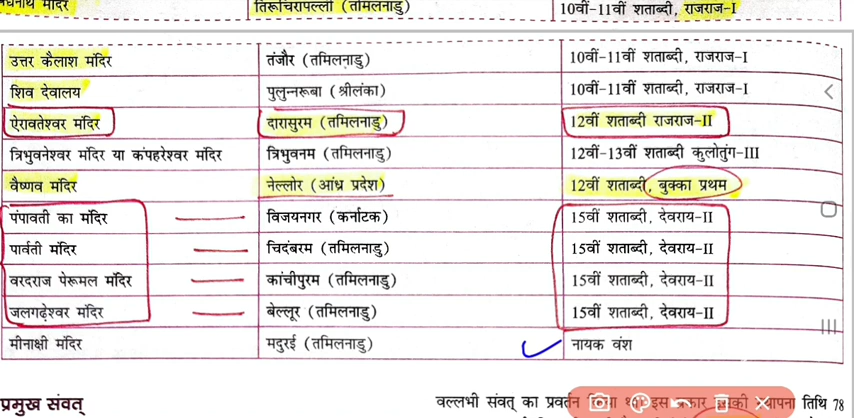 मंदिर तिरूचिरापल्ली (तमिलनाडु) 10वीं-11वीं शताब्दी, राजराज-I
उत्तर कैलाश मंदिर तंजौर (तमिलनाडु) 10वीं-11वीं शताब्दी, राजराज-I
शिव देवालय पुलुन्नरूबा (श्रीलंका) 10वीं-11वीं शताब्दी, राजराज-I
ऐरावतेश्वर मंदिर दारासुरम (तमिलनाडु) 12वीं शताब्दी राजराज-II
त्रिभुवनेश्वर मंदिर या कंपहरेश्वर मंदिर त्रिभुवनम (तमिलनाडु) 12वीं-13वीं शताब्दी कुलोतुंग-III
वैष्णव मंदिर नेल्लोर (आंध्र प्रदेश) 12वीं शताब्दी, बुक्का प्रथम
पंपावती का मंदिर विजयनगर (कर्नाटक) 15वीं शताब्दी, देवराय-II
पार्वती मंदिर चिदंबरम (तमिलनाडु) 15वीं शताब्दी, देवराय-II
वरदराज पेरूमल मंदिर कांचीपुरम (तमिलनाडु) 15वीं शताब्दी, देवराय-II
जलगढ़ेश्वर मंदिर बेल्लूर (तमिलनाडु) 15वीं शताब्दी, देवराय-II
मीनाक्षी मंदिर मदुरई (तमिलनाडु) नायक वंश
प्रमुख संवत् वल्लभी संवत् का प्रवर्तन किया था। इस प्रकार इसकी स्थापना तिथि 78